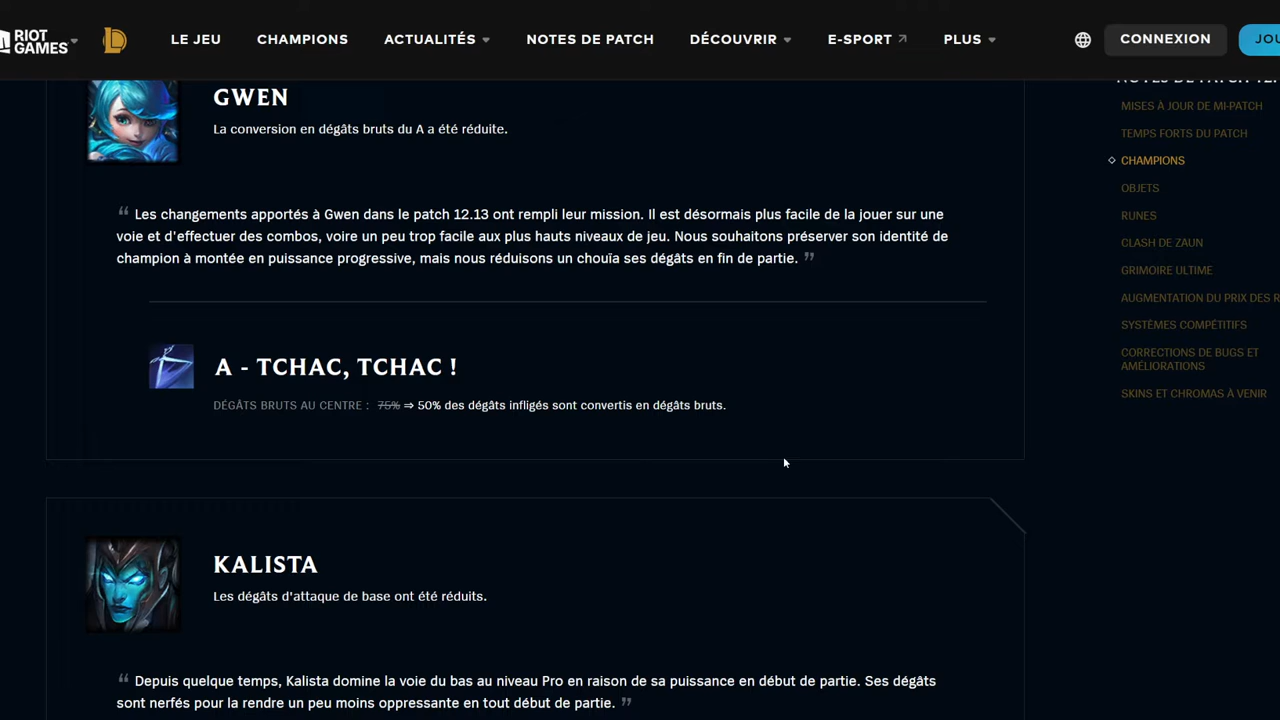 RIOT GAMES
LE JEU
CHAMPIONS
ACTUALITÉS
NOTES DE PATCH
DÉCOUVRIR
E-SPORT
PLUS
CONNEXION
JOU
NOTES DE PATCH 12.
MISES À JOUR DE MI-PATCH
TEMPS FORTS DU PATCH
CHAMPIONS
OBJETS
RUNES
CLASH DE ZAUN
GRIMOIRE ULTIME
AUGMENTATION DU PRIX DES R
SYSTÈMES COMPÉTITIFS
CORRECTIONS DE BUGS ET
AMÉLIORATIONS
SKINS ET CHROMAS À VENIR
GWEN
La conversion en dégâts bruts du A a été réduite.
“ Les changements apportés à Gwen dans le patch 12.13 ont rempli leur mission. Il est désormais plus facile de la jouer sur une
voie et d'effectuer des combos, voire un peu trop facile aux plus hauts niveaux de jeu. Nous souhaitons préserver son identité de
champion à montée en puissance progressive, mais nous réduisons un chouïa ses dégâts en fin de partie. ”
A - TCHAC, TCHAC !
DÉGÂTS BRUTS AU CENTRE : 75% ⇒ 50% des dégâts infligés sont convertis en dégâts bruts.
KALISTA
Les dégâts d'attaque de base ont été réduits.
“ Depuis quelque temps, Kalista domine la voie du bas au niveau Pro en raison de sa puissance en début de partie. Ses dégâts
sont nerfés pour la rendre un peu moins oppressante en tout début de partie. ”